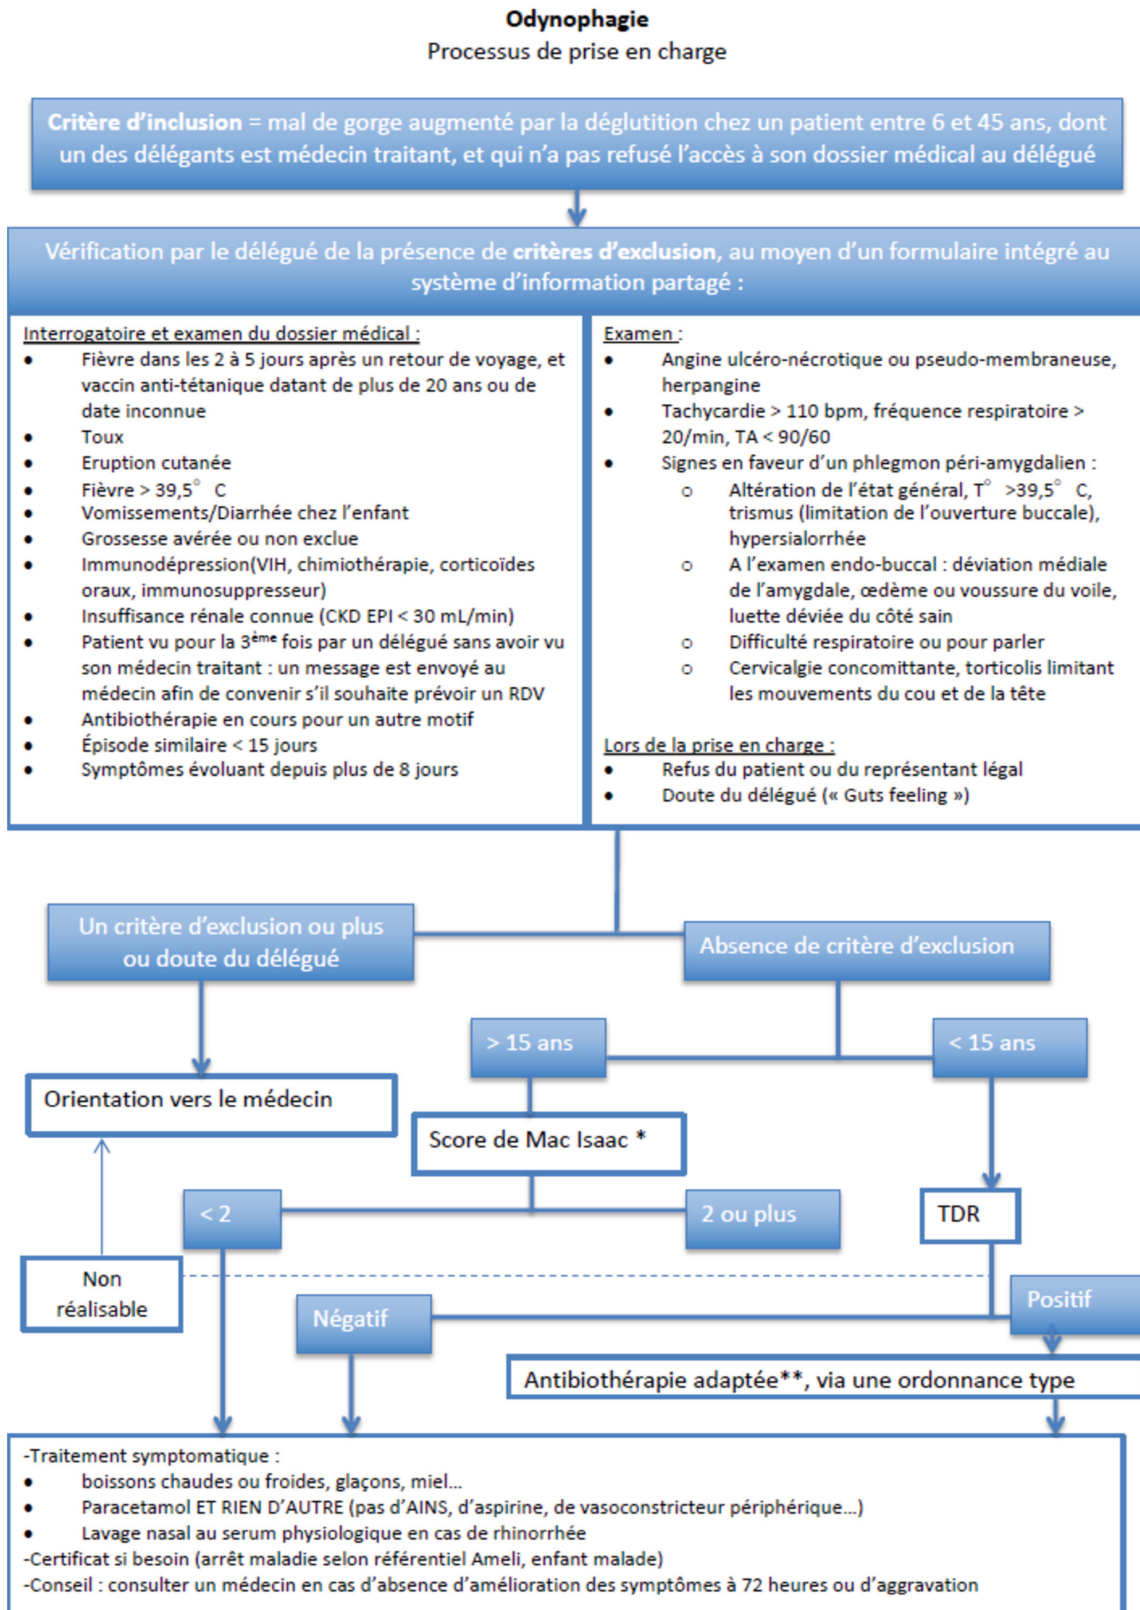 Odynophagie
Processus de prise en charge
Critère d'inclusion = mal de gorge augmenté par la déglutition chez un patient entre 6 et 45 ans, dont
un des délégants est médecin traitant, et qui n'a pas refusé l'accès à son dossier médical au délégué
Vérification par le délégué de la présence de critères d'exclusion, au moyen d'un formulaire intégré au
système d'information partagé :
Interrogatoire et examen du dossier médical :
• Fièvre dans les 2 à 5 jours après un retour de voyage, et
vaccin anti-tétanique datant de plus de 20 ans ou de
date inconnue
• Toux
• Eruption cutanée
• Fièvre > 39,5° C
• Vomissements/Diarrhée chez l'enfant
• Grossesse avérée ou non exclue
• Immunodépression(VIH, chimiothérapie, corticoïdes
oraux, immunosuppresseur)
• Insuffisance rénale connue (CKD EPI < 30 mL/min)
• Patient vu pour la 3ème fois par un délégué sans avoir vu
son médecin traitant : un message est envoyé au
médecin afin de convenir s'il souhaite prévoir un RDV
• Antibiothérapie en cours pour un autre motif
• Épisode similaire < 15 jours
• Symptômes évoluant depuis plus de 8 jours
Examen :
• Angine ulcéro-nécrotique ou pseudo-membraneuse,
herpangine
• Tachycardie > 110 bpm, fréquence respiratoire >
20/min, TA < 90/60
• Signes en faveur d'un phlegmon péri-amygdalien :
o Altération de l'état général, T° >39,5° C,
trismus (limitation de l'ouverture buccale),
hypersialorrhée
o A l'examen endo-buccal : déviation médiale
de l'amygdale, œdème ou voussure du voile,
luette déviée du côté sain
o Difficulté respiratoire ou pour parler
o Cervicalgie concomittante, torticolis limitant
les mouvements du cou et de la tête
Lors de la prise en charge :
• Refus du patient ou du représentant légal
• Doute du délégué (« Guts feeling »)
Un critère d'exclusion ou plus
ou doute du délégué
Absence de critère d'exclusion
> 15 ans
< 15 ans
Orientation vers le médecin
Score de Mac Isaac *
< 2
2 ou plus
TDR
Non
réalisable
Négatif
Positif
Antibiothérapie adaptée**, via une ordonnance type
-Traitement symptomatique :
• boissons chaudes ou froides, glaçons, miel...
• Paracetamol ET RIEN D'AUTRE (pas d'AINS, d'aspirine, de vasoconstricteur périphérique...)
• Lavage nasal au serum physiologique en cas de rhinorrhée
-Certificat si besoin (arrêt maladie selon référentiel Ameli, enfant malade)
-Conseil : consulter un médecin en cas d'absence d'amélioration des symptômes à 72 heures ou d'aggravation